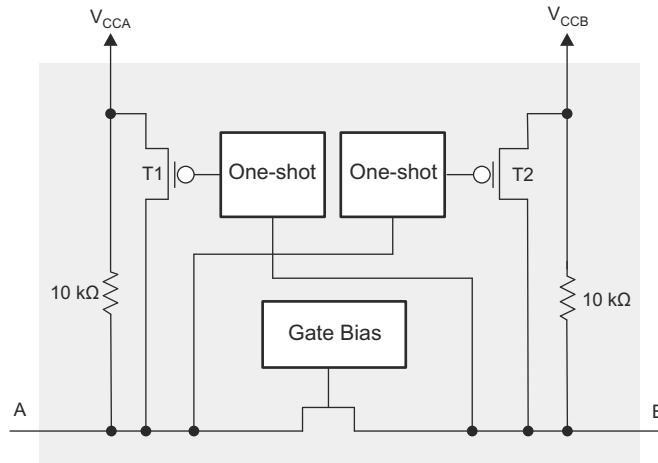 V_CCA
V_CCB
T1
One-shot
One-shot
T2
10 kΩ
10 kΩ
Gate Bias
A